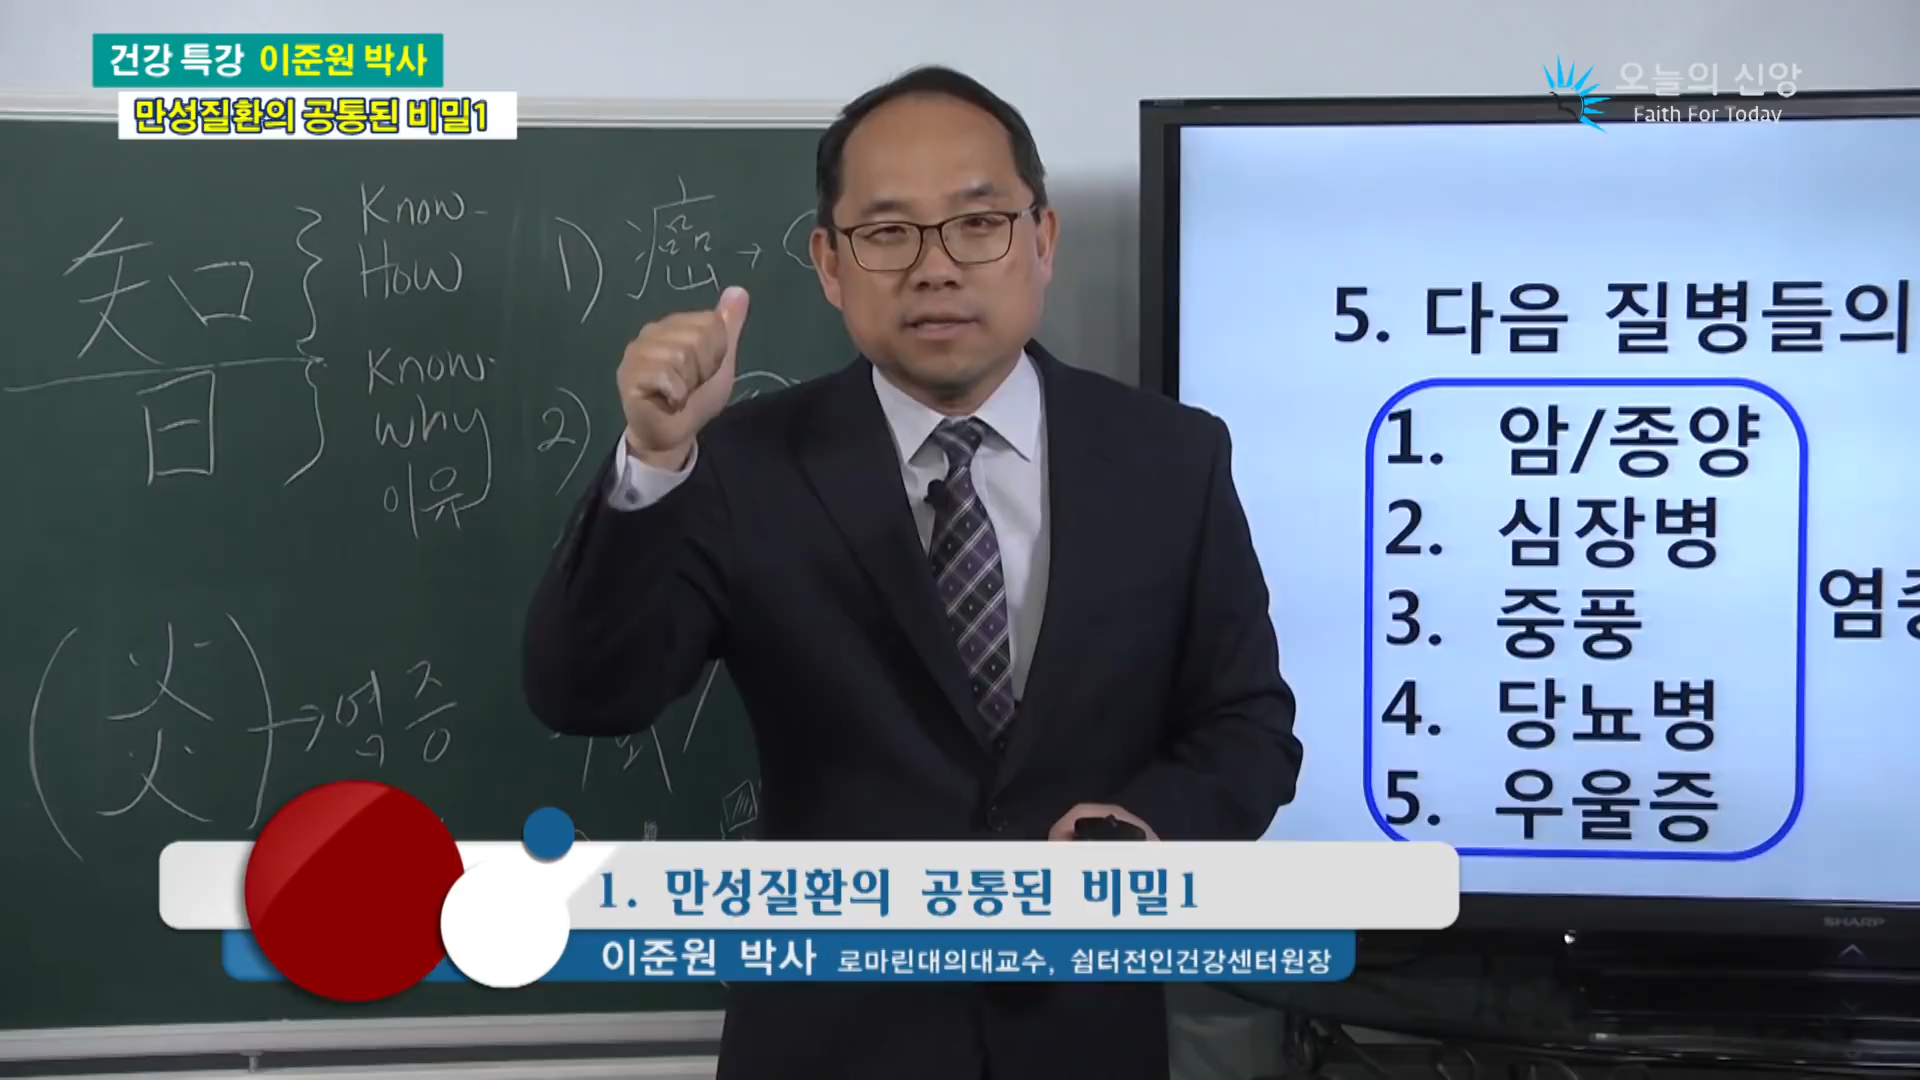 건강 특강 이준원 박사
만성질환의 공통된 비밀1
오늘의 신앙
Faith For Today
知
日
Know-
How
Know-
why
이유
1) 癌 →
2)
(炎) → 염증
5. 다음 질병들의
1. 암/종양
2. 심장병
3. 중풍
4. 당뇨병
5. 우울증
1. 만성질환의 공통된 비밀1
이준원 박사 로마린대의대교수, 쉼터전인건강센터원장
SHARP